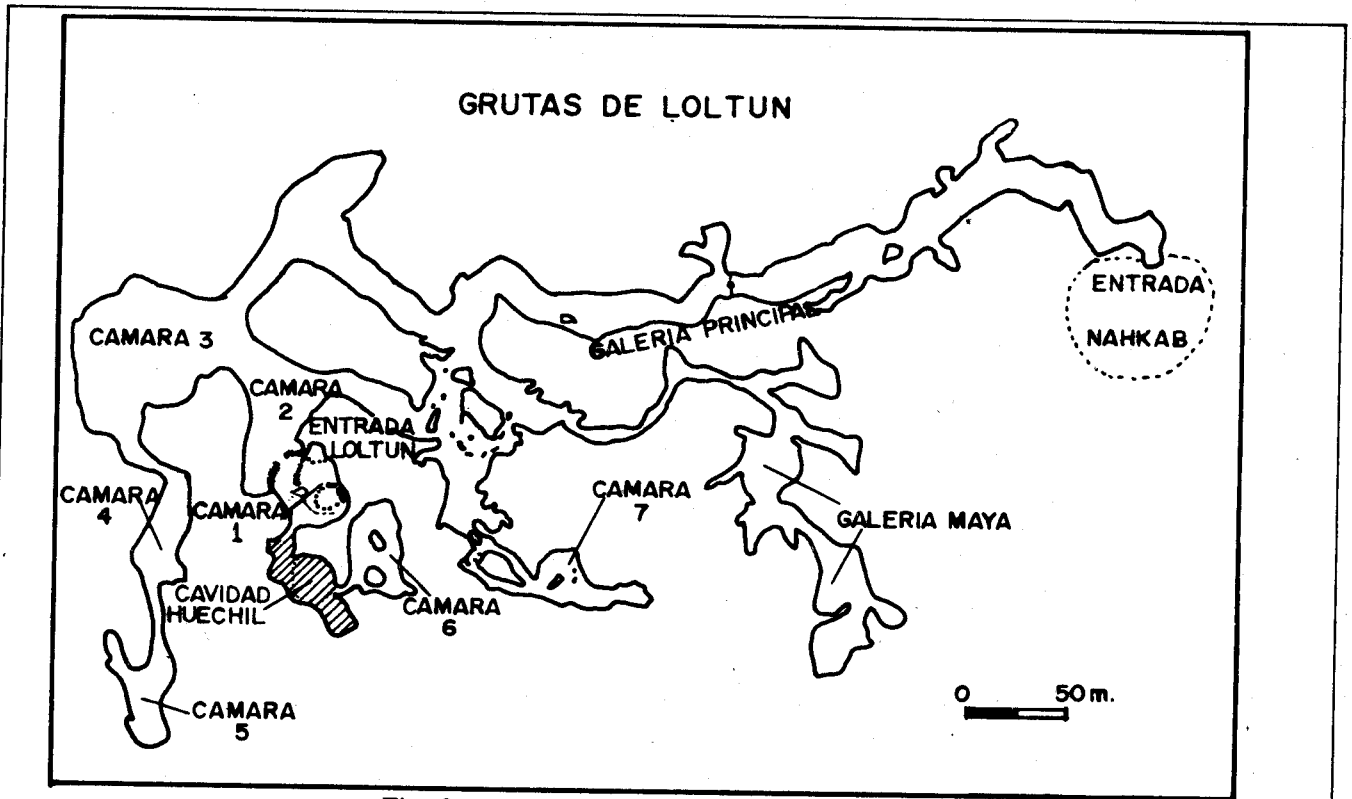 GRUTAS DE LOLTUN
ENTRADA
NAHKAB
GALERIA PRINCIPAL
CAMARA 3
CAMARA
2
ENTRADA
LOLTUN
CAMARA
4
CAMARA
1
CAMARA
7
GALERIA MAYA
CAVIDAD
HUECHIL
CAMARA
6
0 50 m.
CAMARA
5